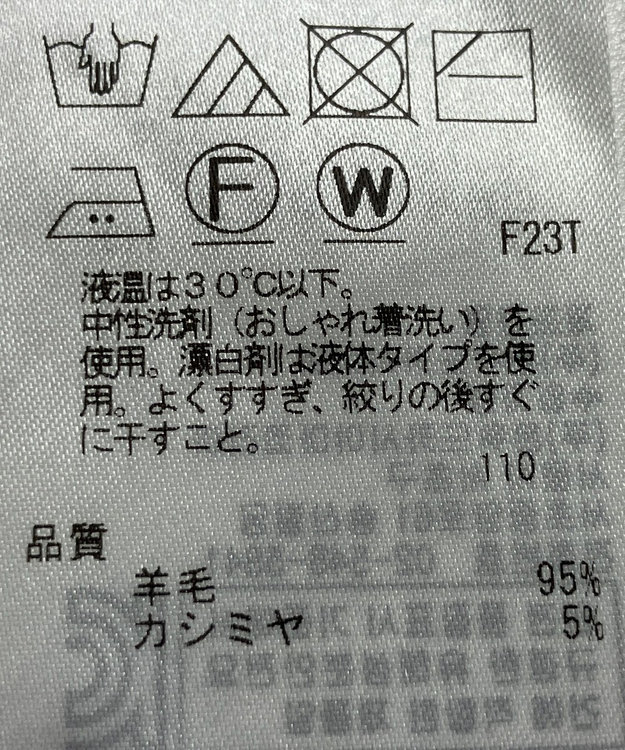 F W
F23T
液温は30℃以下。
中性洗剤（おしゃれ着洗い）を
使用。漂白剤は液体タイプを使
用。よくすすぎ、絞りの後すぐ
に干すこと。
110
品質
羊毛 95%
カシミヤ 5%